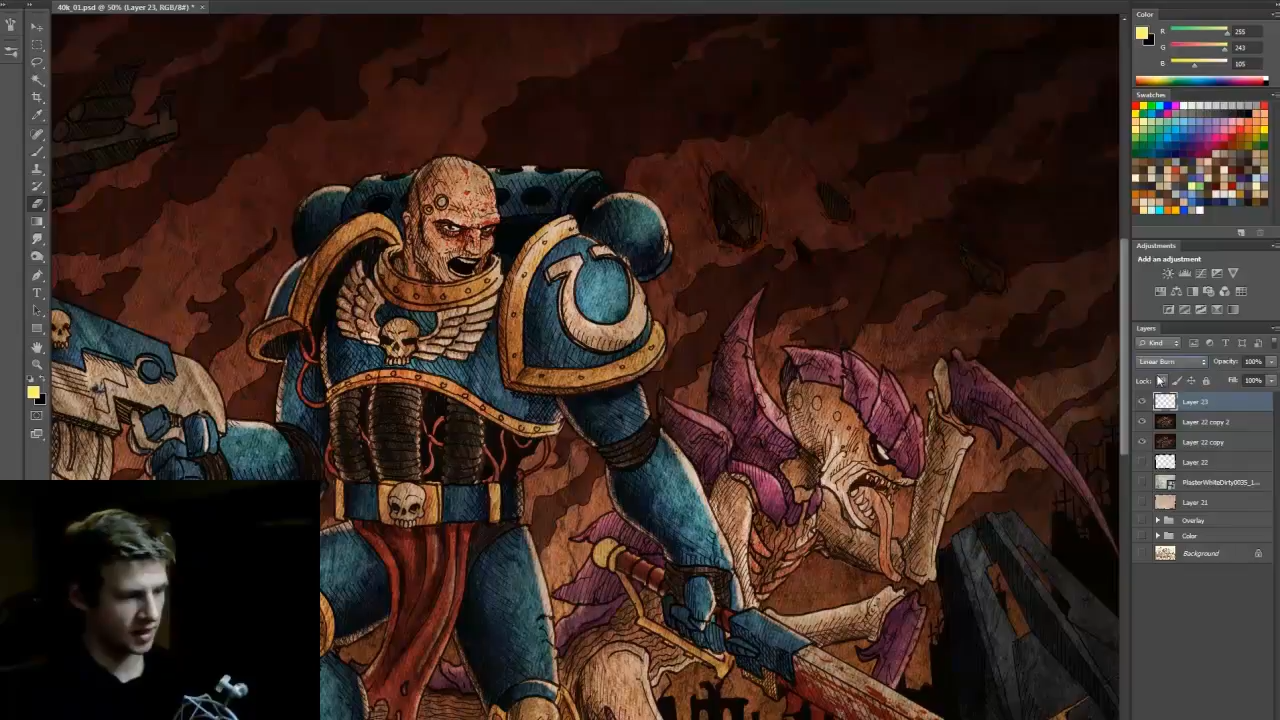 40k_01.psd @ 50% (Layer 23, RGB/8#) * ×
Color
R 255
G 243
B 105
Swatches
Adjustments
Add an adjustment
Layers
Kind
Linear Burn Opacity: 100%
Lock: Fill: 100%
Layer 23
Layer 22 copy 2
Layer 22 copy
Layer 22
PlasterWhiteDirty0035_1...
Layer 21
Overlay
Color
Background